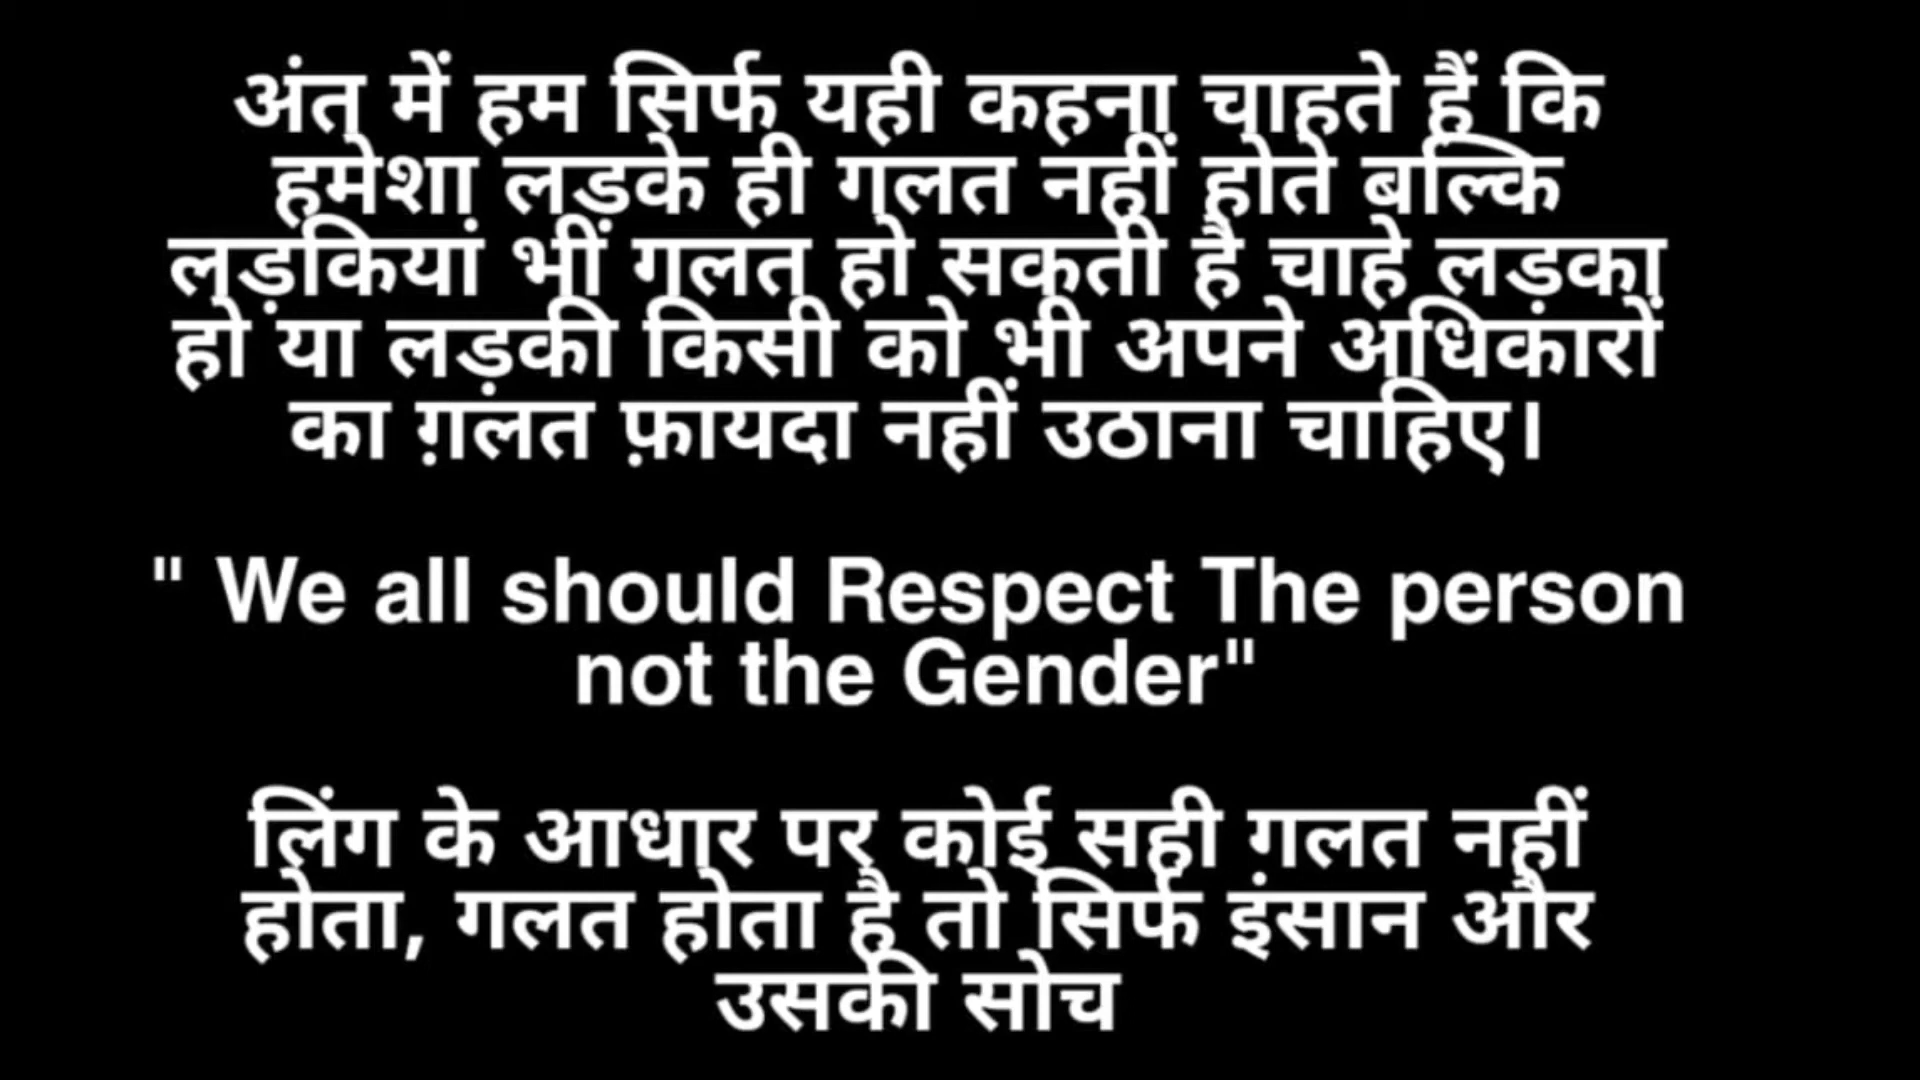 अंत में हम सिर्फ यही कहना चाहते हैं कि
हमेशा लड़के ही गलत नहीं होते बल्कि
लड़कियां भीं गलत हो सकती है चाहे लड़का
हो या लड़की किसी को भी अपने अधिकारों
का ग़लत फ़ायदा नहीं उठाना चाहिए।
" We all should Respect The person
not the Gender"
लिंग के आधार पर कोई सही ग़लत नहीं
होता, गलत होता है तो सिर्फ इंसान और
उसकी सोच